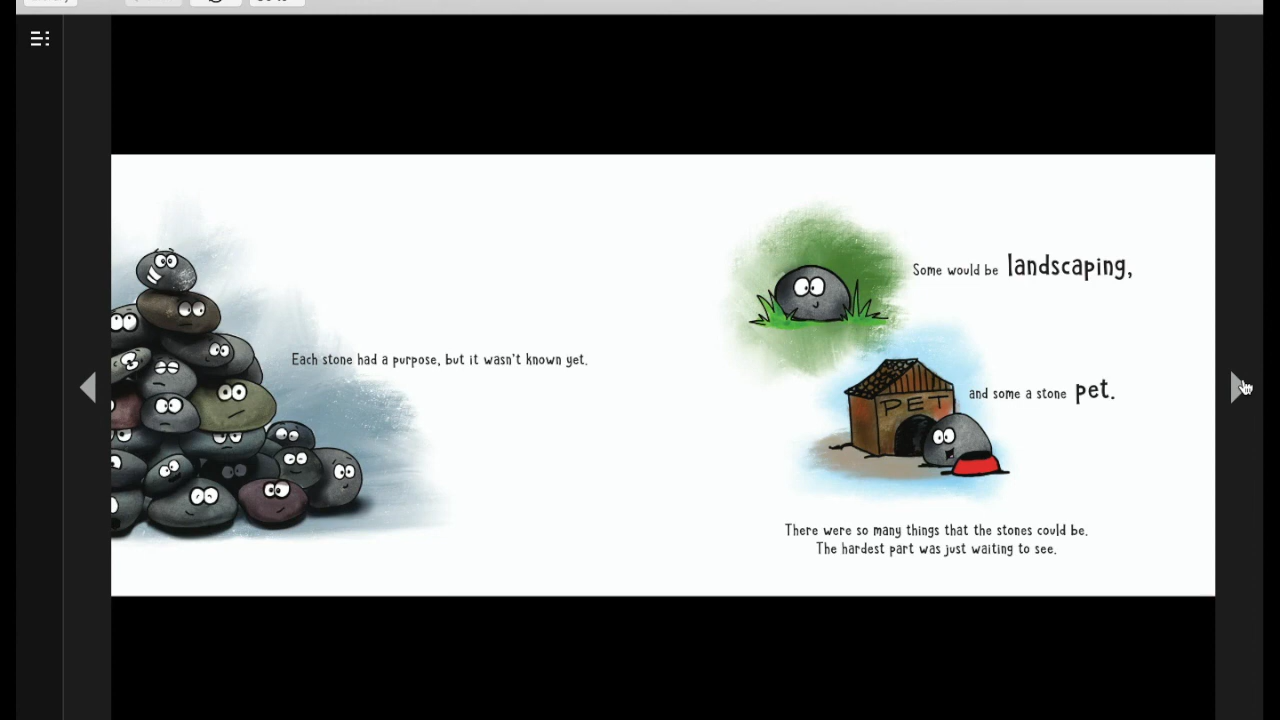 Each stone had a purpose, but it wasn't known yet.
Some would be landscaping,
PET
and some a stone pet.
There were so many things that the stones could be.
The hardest part was just waiting to see.